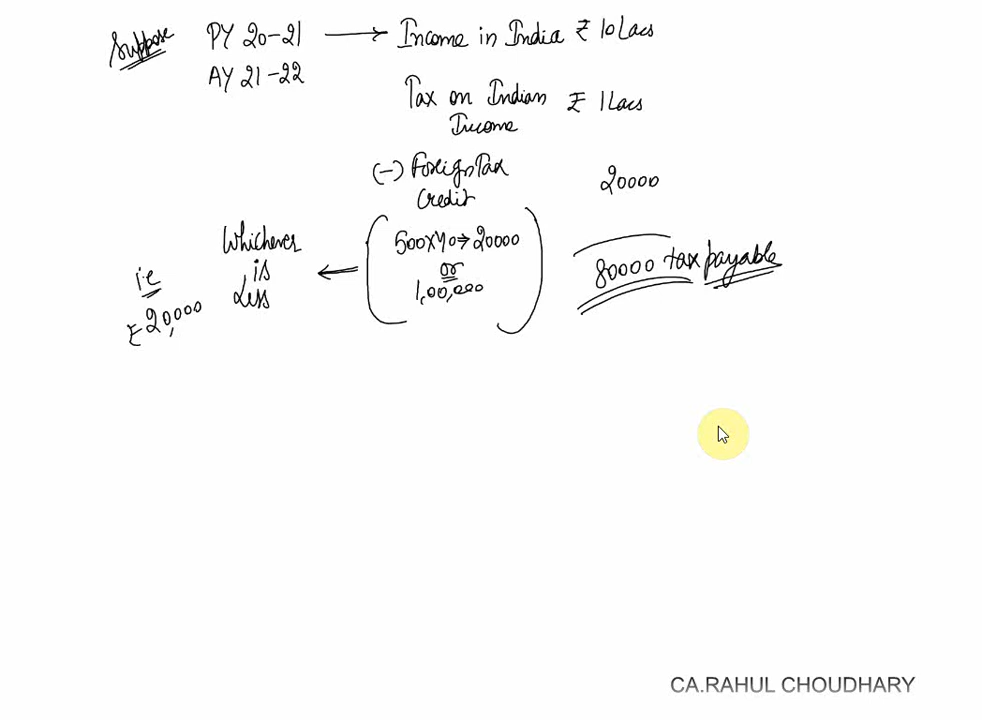 Suppose PY 20-21 → Income in India ₹ 10 Lacs
AY 21-22
Tax on Indian ₹ 1 Lacs
Income
(-) Foreign Tax
Credit
20000
Whichever
is
Less
500x40⇒20000
or
1,00,000
80000 tax payable
i.e
₹ 20,000
CA.RAHUL CHOUDHARY